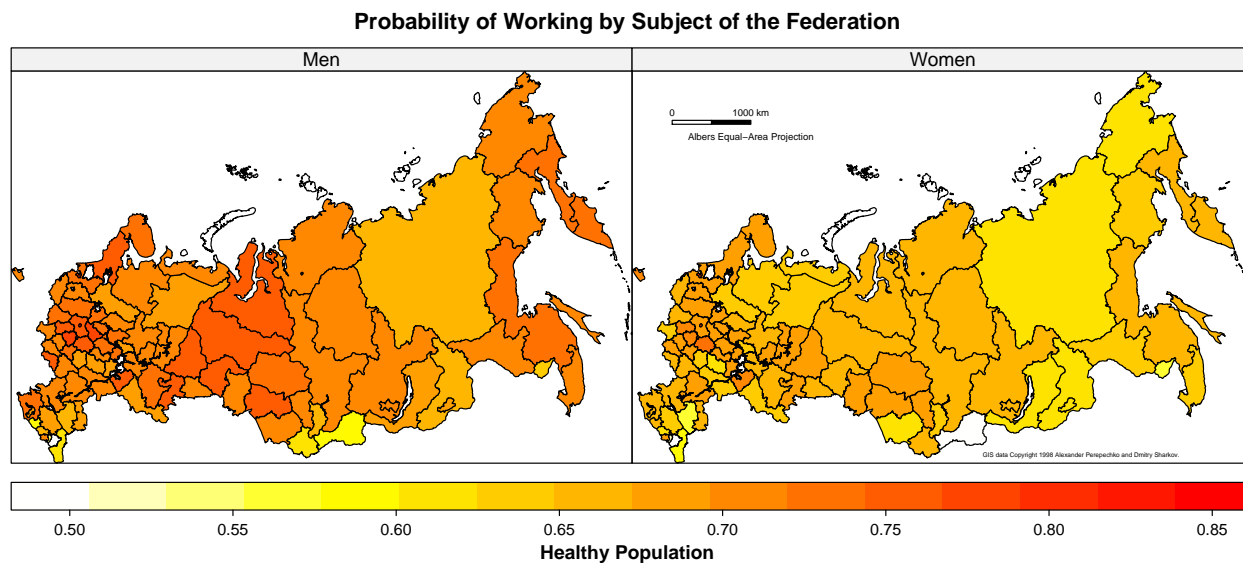 Probability of Working by Subject of the Federation
Men
Women
0 1000 km
Albers Equal−Area Projection
GIS data Copyright 1998 Alexander Perepechko and Dmitry Sharkov.
0.50 0.55 0.60 0.65 0.70 0.75 0.80 0.85
Healthy Population